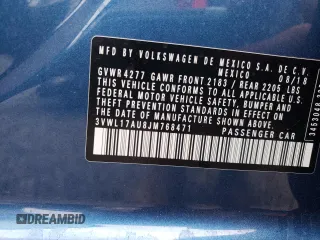 MFD BY VOLKSWAGEN DE MEXICO S.A. DE C.V.
MEXICO 08/18
GVWR 4277 GAWR FRONT 2183 / REAR 2205 LBS
THIS VEHICLE CONFORMS TO ALL APPLICABLE
FEDERAL MOTOR VEHICLE SAFETY, BUMPER AND
THEFT PREVENTION STANDARDS IN EFFECT ON
THE DATE OF MANUFACTURE SHOWN ABOVE.
3VWL17AU8JM768471
PASSENGER CAR
DREAMBID